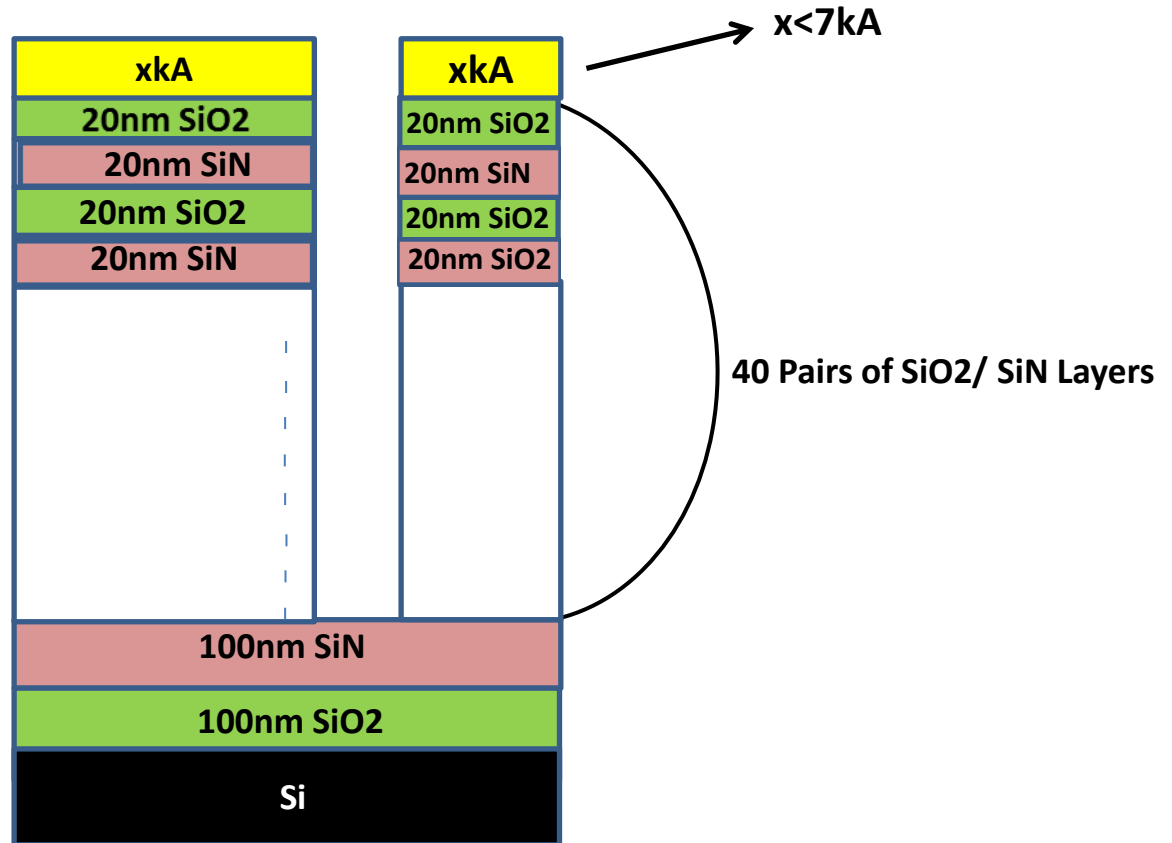 x<7kA
xkA
xkA
20nm SiO2
20nm SiO2
20nm SiN
20nm SiN
20nm SiO2
20nm SiO2
20nm SiN
20nm SiO2
40 Pairs of SiO2/ SiN Layers
100nm SiN
100nm SiO2
Si